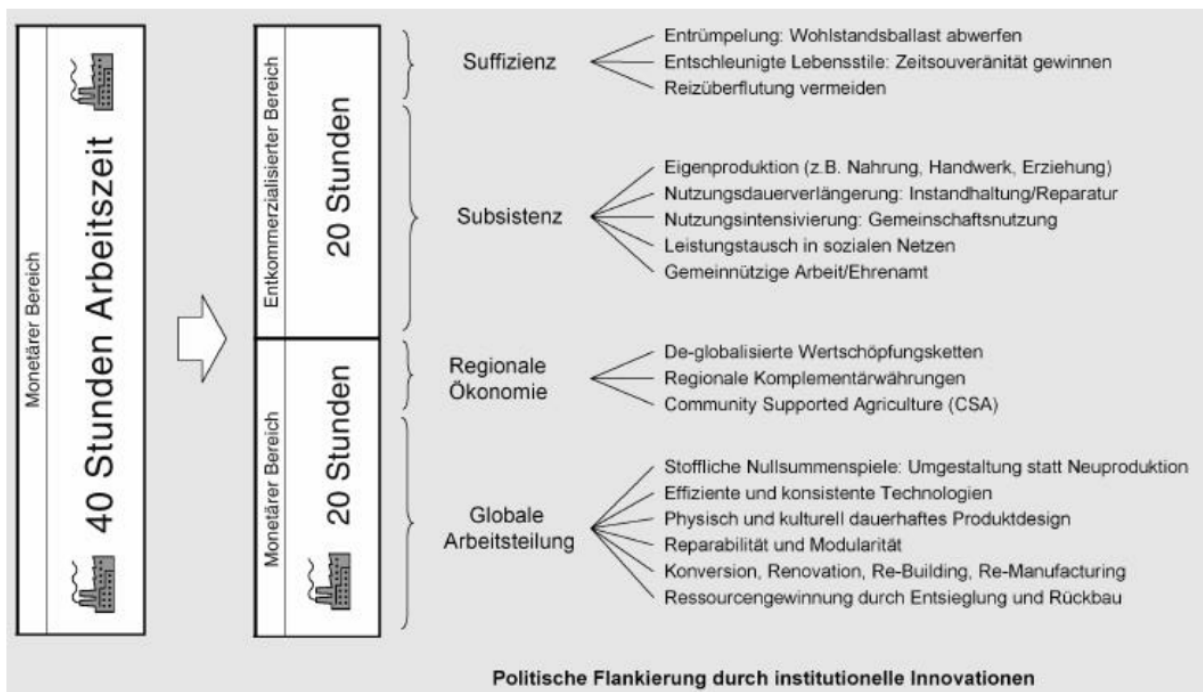 Monetärer Bereich
40 Stunden Arbeitszeit
Entkommerzialisierter Bereich
20 Stunden
Monetärer Bereich
20 Stunden
Suffizienz
Entrümpelung: Wohlstandsballast abwerfen
Entschleunigte Lebensstile: Zeitsouveränität gewinnen
Reizüberflutung vermeiden
Subsistenz
Eigenproduktion (z.B. Nahrung, Handwerk, Erziehung)
Nutzungsdauerverlängerung: Instandhaltung/Reparatur
Nutzungsintensivierung: Gemeinschaftsnutzung
Leistungstausch in sozialen Netzen
Gemeinnützige Arbeit/Ehrenamt
Regionale
Ökonomie
De-globalisierte Wertschöpfungsketten
Regionale Komplementärwährungen
Community Supported Agriculture (CSA)
Globale
Arbeitsteilung
Stoffliche Nullsummenspiele: Umgestaltung statt Neuproduktion
Effiziente und konsistente Technologien
Physisch und kulturell dauerhaftes Produktdesign
Reparabilität und Modularität
Konversion, Renovation, Re-Building, Re-Manufacturing
Ressourcengewinnung durch Entsieglung und Rückbau
Politische Flankierung durch institutionelle Innovationen